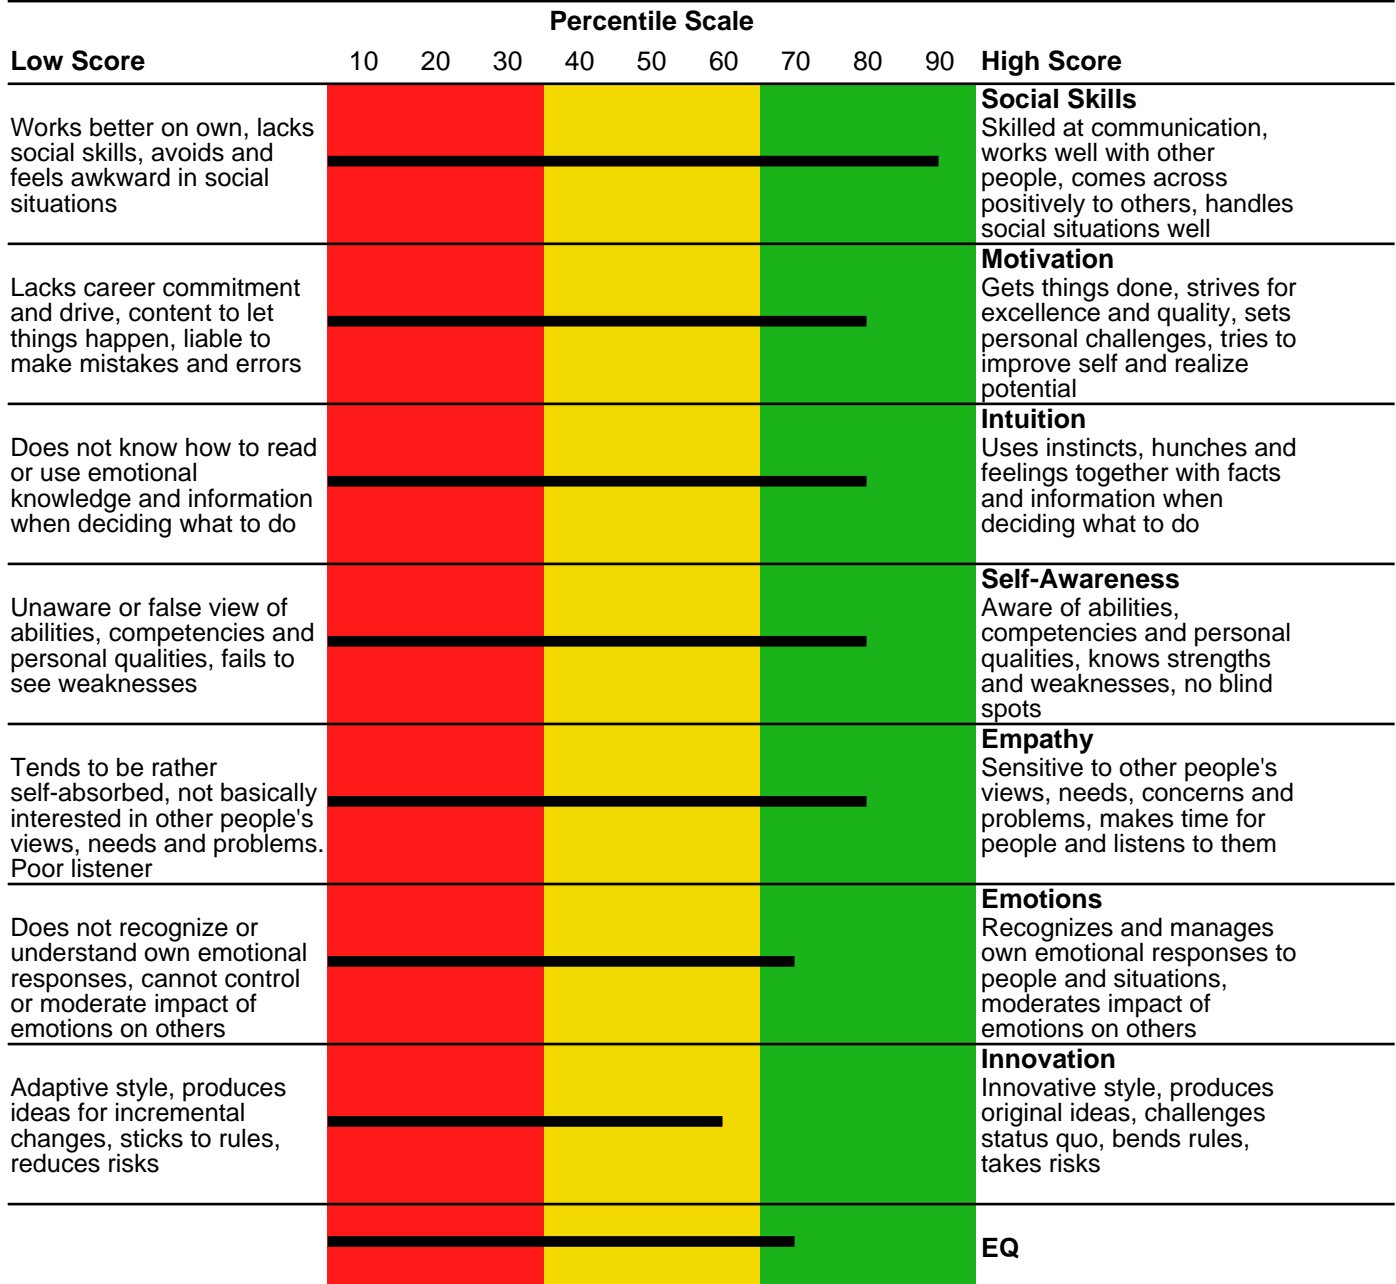 Percentile Scale
Low Score 10 20 30 40 50 60 70 80 90 High Score
Works better on own, lacks
social skills, avoids and
feels awkward in social
situations
Social Skills
Skilled at communication,
works well with other
people, comes across
positively to others, handles
social situations well
Lacks career commitment
and drive, content to let
things happen, liable to
make mistakes and errors
Motivation
Gets things done, strives for
excellence and quality, sets
personal challenges, tries to
improve self and realize
potential
Does not know how to read
or use emotional
knowledge and information
when deciding what to do
Intuition
Uses instincts, hunches and
feelings together with facts
and information when
deciding what to do
Unaware or false view of
abilities, competencies and
personal qualities, fails to
see weaknesses
Self-Awareness
Aware of abilities,
competencies and personal
qualities, knows strengths
and weaknesses, no blind
spots
Tends to be rather
self-absorbed, not basically
interested in other people's
views, needs and problems.
Poor listener
Empathy
Sensitive to other people's
views, needs, concerns and
problems, makes time for
people and listens to them
Does not recognize or
understand own emotional
responses, cannot control
or moderate impact of
emotions on others
Emotions
Recognizes and manages
own emotional responses to
people and situations,
moderates impact of
emotions on others
Adaptive style, produces
ideas for incremental
changes, sticks to rules,
reduces risks
Innovation
Innovative style, produces
original ideas, challenges
status quo, bends rules,
takes risks
EQ